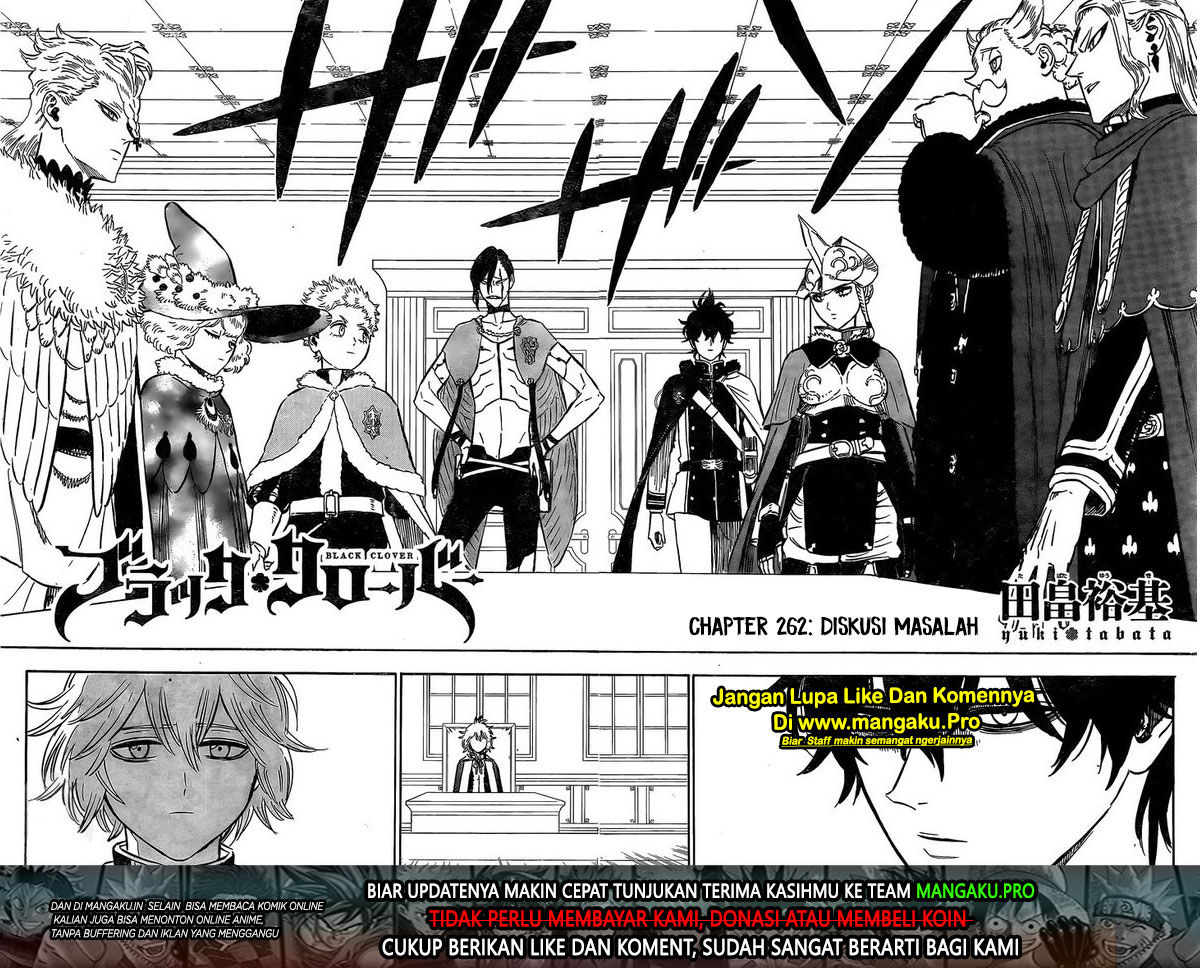 ザザッ
BLACK CLOVER
ブラック・クローバー
CHAPTER 262: DISKUSI MASALAH
田畠裕基
yūki tabata
Jangan Lupa Like Dan Komennya
Di www.mangaku.Pro
Biar Staff makin semangat ngerjainnya
BIAR UPDATENYA MAKIN CEPAT TUNJUKAN TERIMA KASIHMU KE TEAM MANGAKU.PRO
DAN DI MANGAKU.IN SELAIN BISA MEMBACA KOMIK ONLINE
KALIAN JUGA BISA MENONTON ONLINE ANIME,
TANPA BUFFERING DAN IKLAN YANG MENGGANGU
TIDAK PERLU MEMBAYAR KAMI, DONASI ATAU MEMBELI KOIN
CUKUP BERIKAN LIKE DAN KOMENT, SUDAH SANGAT BERARTI BAGI KAMI